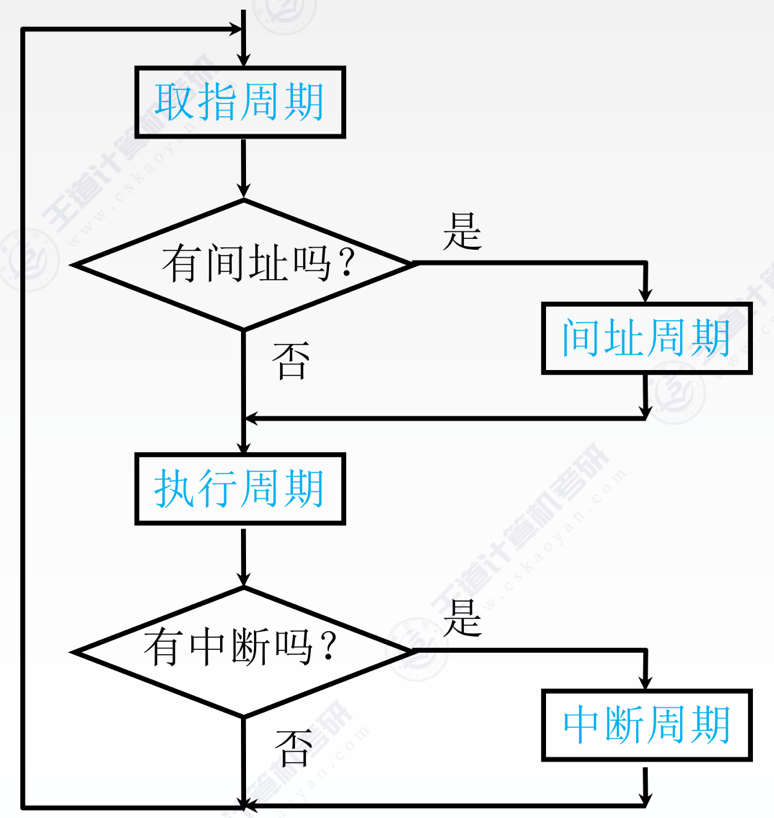 取指周期
有间址吗？
是
间址周期
否
执行周期
有中断吗？
是
中断周期
否
王道计算机考研
www.cskaoyan.com